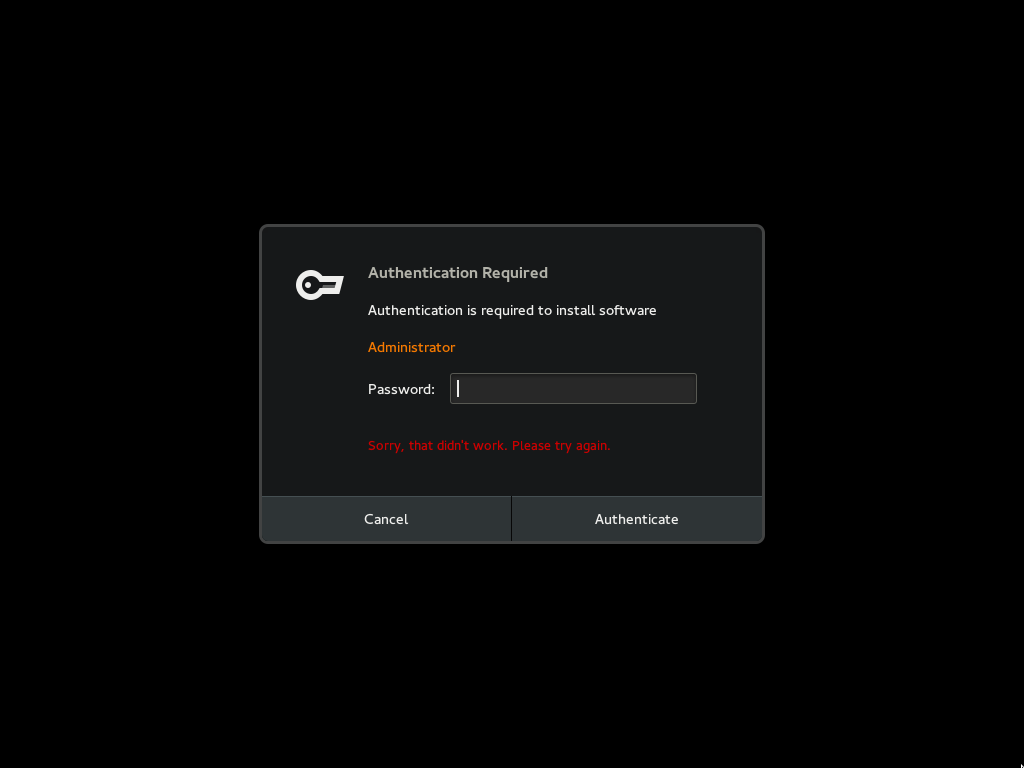 Authentication Required
Authentication is required to install software
Administrator
Password:
Sorry, that didn't work. Please try again.
Cancel
Authenticate